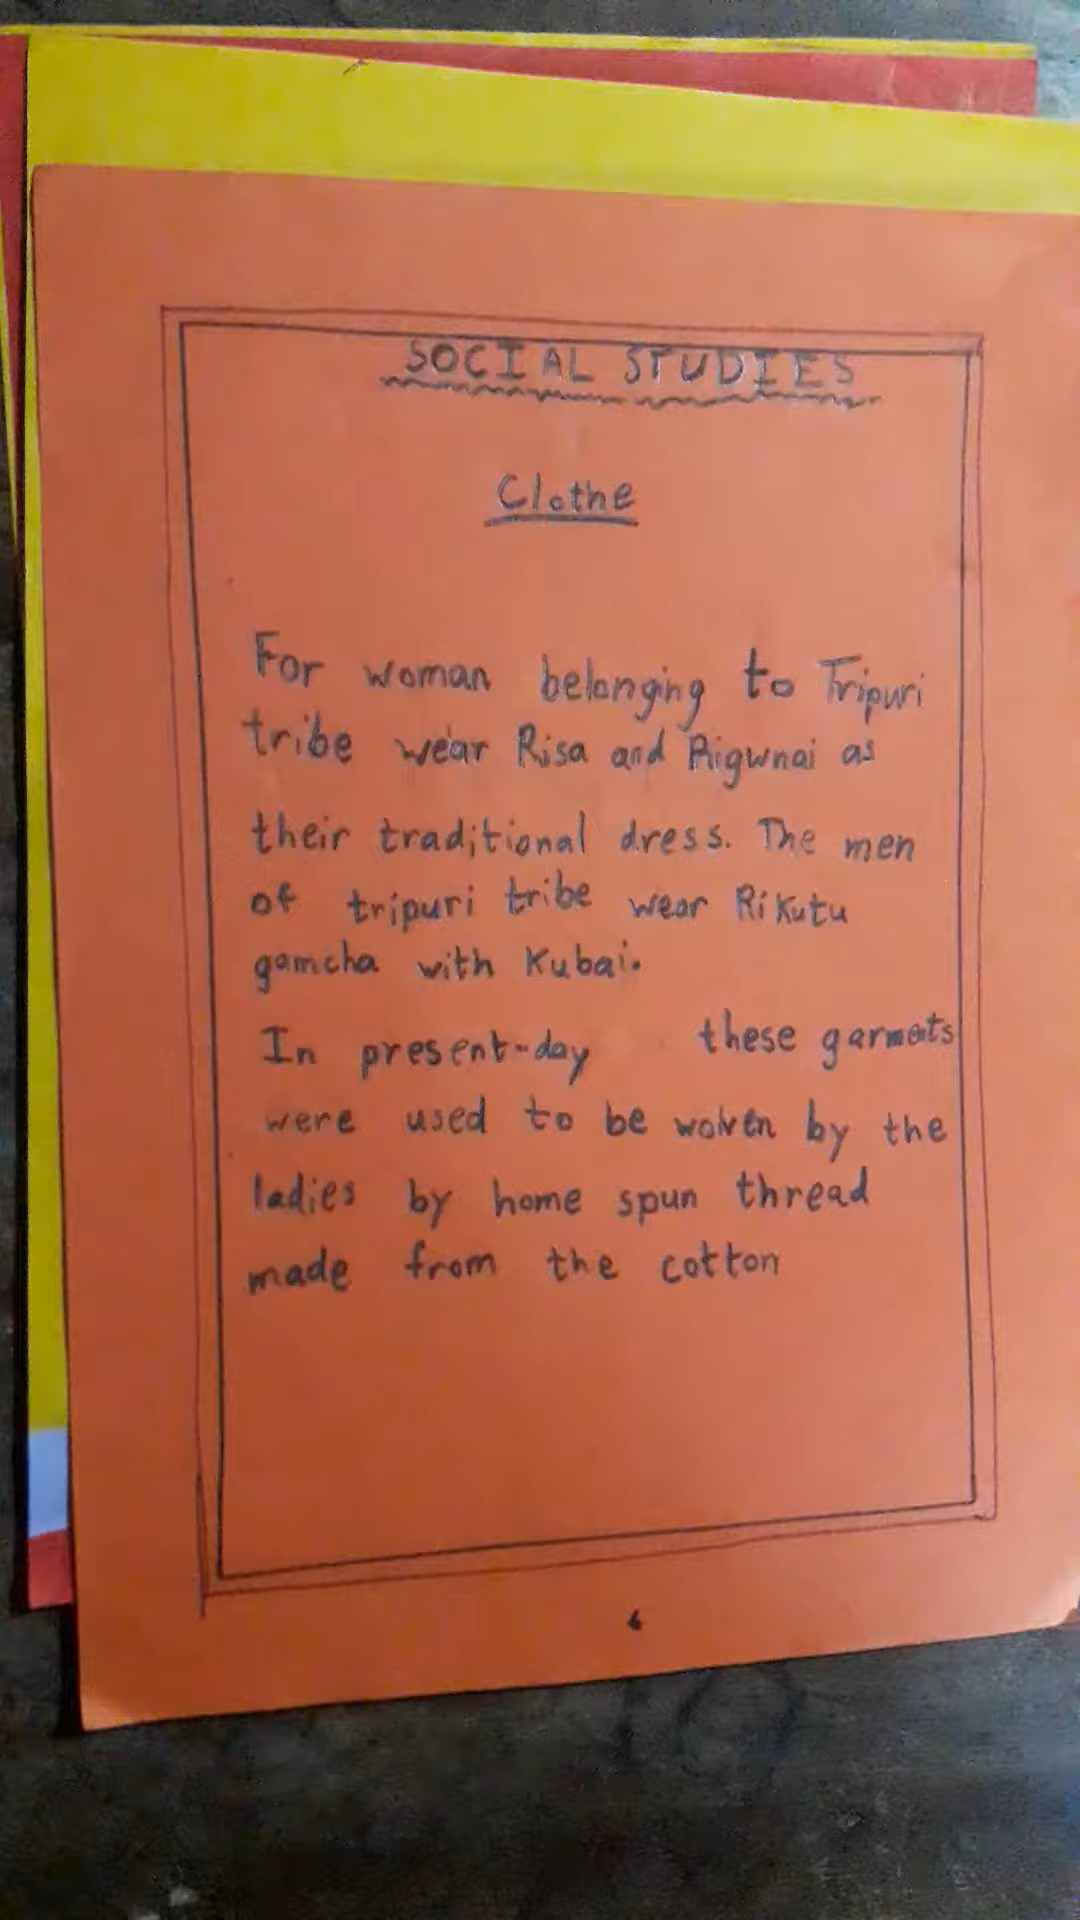 SOCIAL STUDIES
Clothe
For woman belonging to Tripuri
tribe wear Risa and Rigwnai as
their traditional dress. The men
of tripuri tribe wear Rikutu
gamcha with Kubai.
In present-day these garmets
were used to be woven by the
ladies by home spun thread
made from the cotton
6